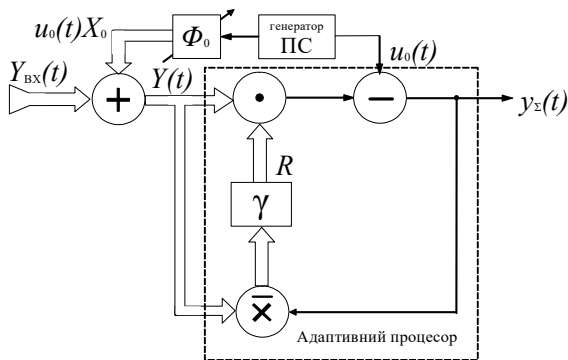 u₀(t)X₀
Φ₀
генератор
ПС
u₀(t)
Yвх(t)
Y(t)
+
•
−
y_Σ(t)
R
γ
x̅
Адаптивний процесор